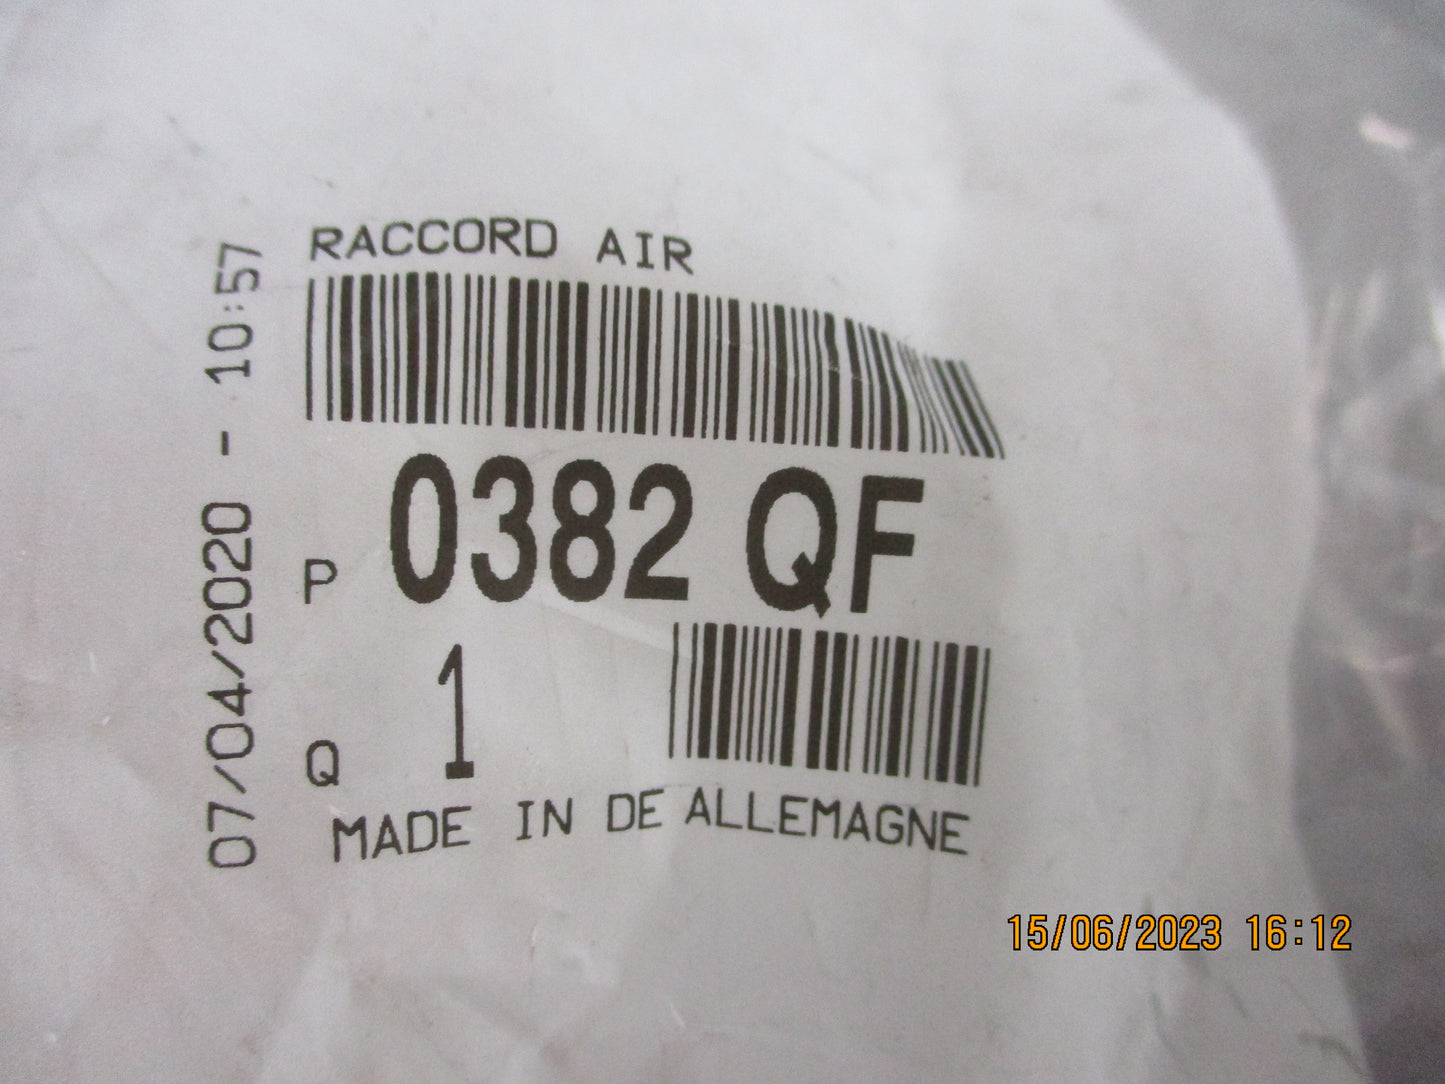 RACCORD AIR
07/04/2020 - 10:57
P 0382 QF
Q 1
MADE IN DE ALLEMAGNE
15/06/2023 16:12